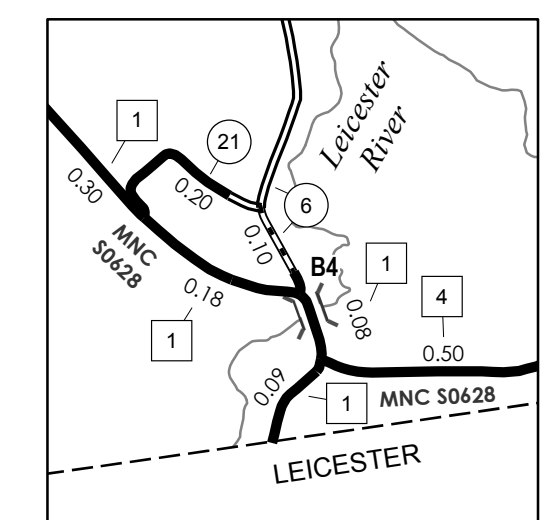 Leicester
River
1
21
0.30
0.20
6
MNC
S0628
0.10
B4
1
0.18
0.08
4
1
0.50
0.09
1
MNC S0628
LEICESTER